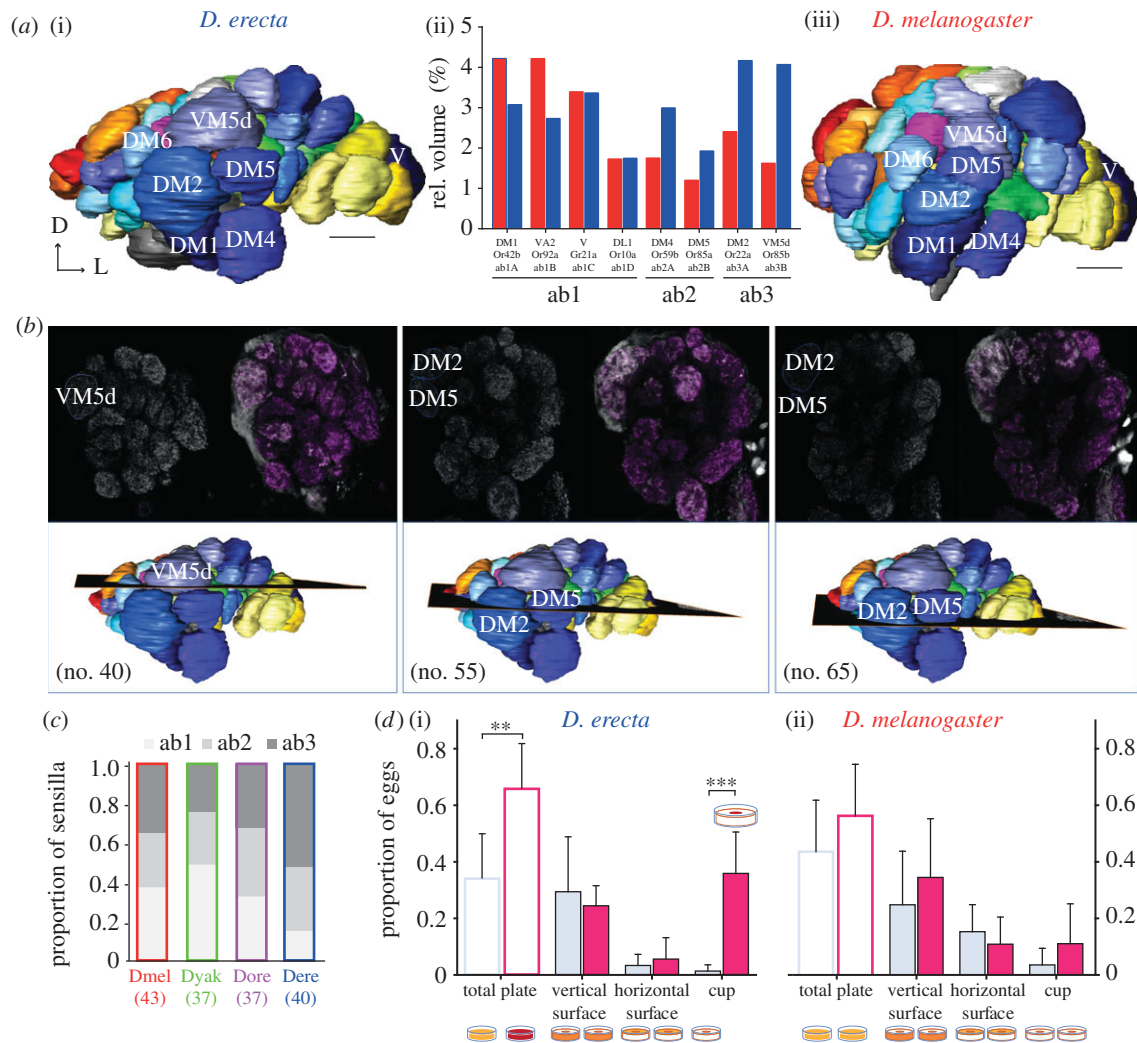 (a) (i) D. erecta (ii) (iii) D. melanogaster
VM5d
DM6
DM2
DM5
V
DM1
DM4
D
L
rel. volume (%)
5
4
3
2
1
0
DM1 VA2 V DL1 DM4 DM5 DM2 VM5d
Or42b Or92a Gr21a Or10a Or59b Or85a Or22a Or85b
ab1A ab1B ab1C ab1D ab2A ab2B ab3A ab3B
ab1 ab2 ab3
VM5d
DM6
DM5
V
DM2
DM1
DM4
(b)
VM5d
DM2
DM5
DM2
DM5
VM5d
(no. 40)
DM5
DM2
(no. 55)
DM2 DM5
(no. 65)
(c)
ab1 ab2 ab3
proportion of sensilla
1.0
0.8
0.6
0.4
0.2
0
Dmel Dyak Dore Dere
(43) (37) (37) (40)
(d) (i) D. erecta
proportion of eggs
0.8
0.6
0.4
0.2
0
**
***
total plate vertical horizontal cup
surface surface
(ii) D. melanogaster
0.8
0.6
0.4
0.2
0
total plate vertical horizontal cup
surface surface